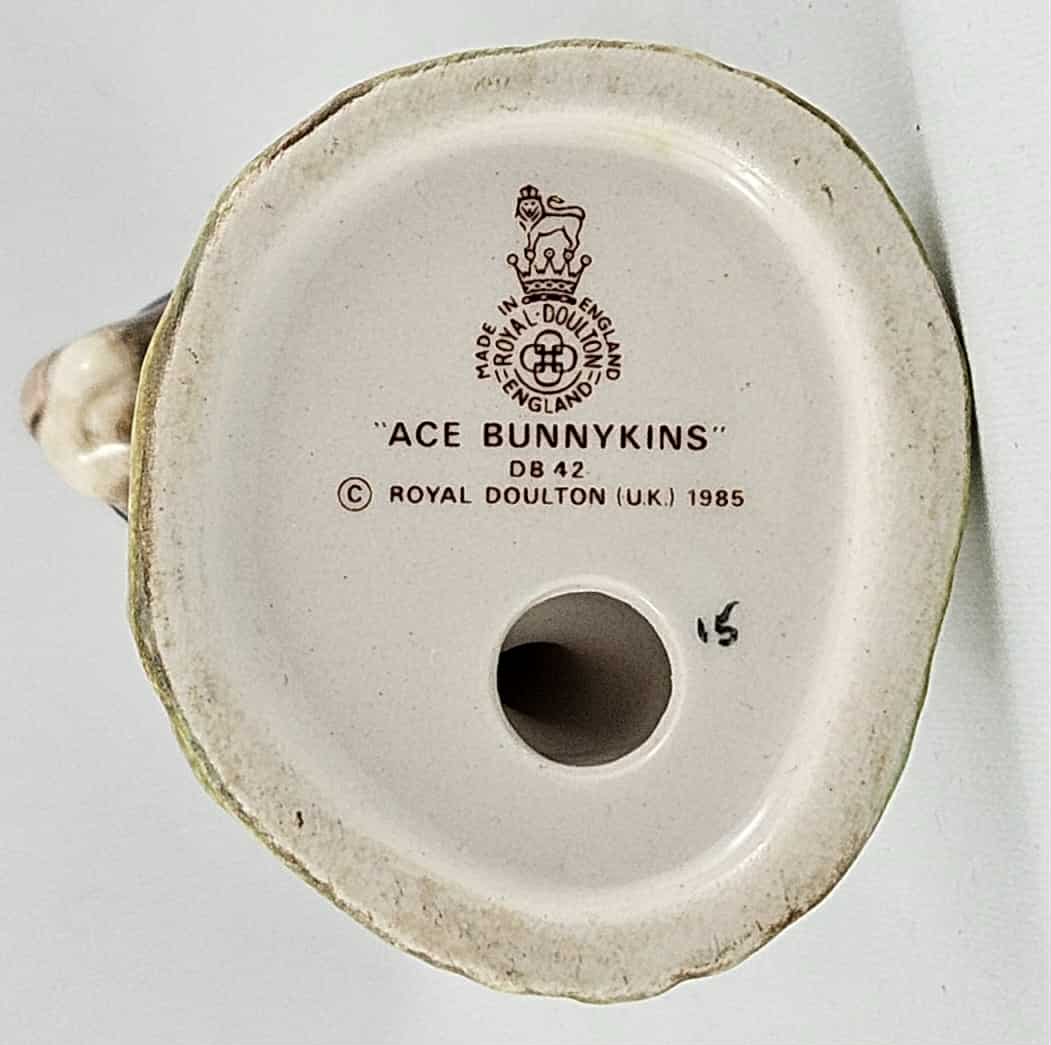 MADE IN ENGLAND
ROYAL·DOULTON
ENGLAND
"ACE BUNNYKINS"
DB 42
© ROYAL DOULTON (U.K.) 1985
15